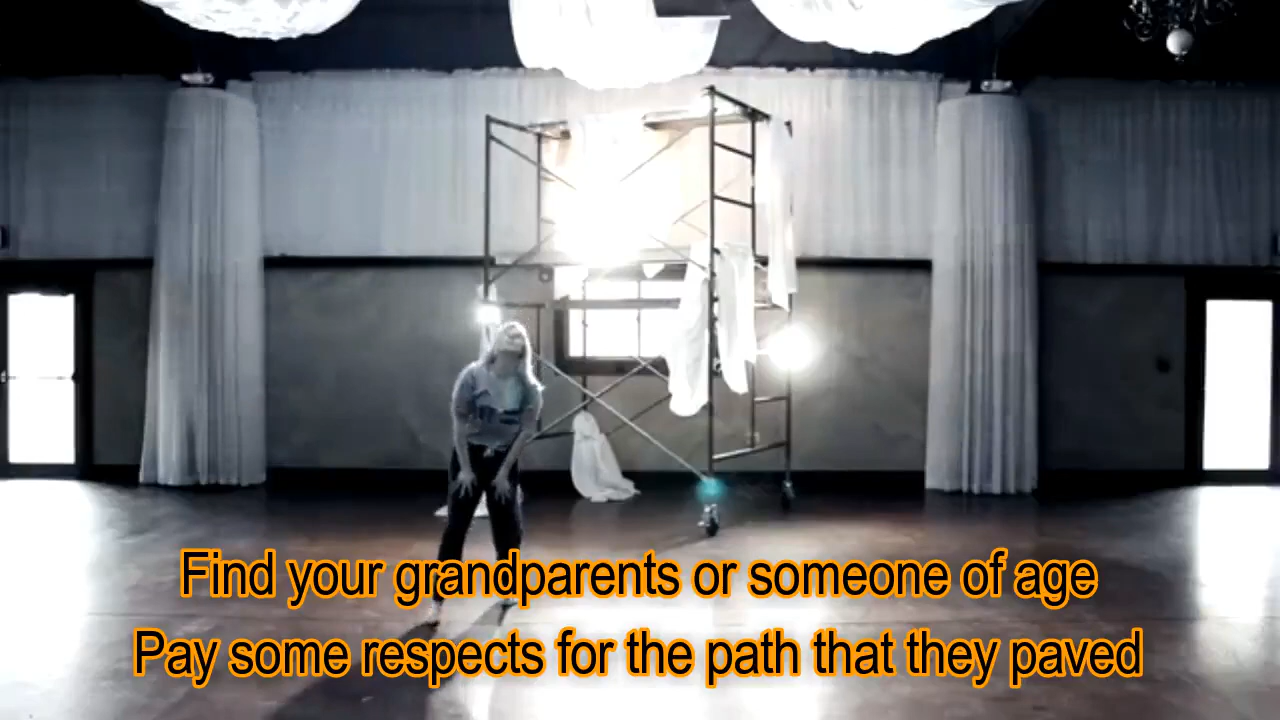 Find your grandparents or someone of age
Pay some respects for the path that they paved